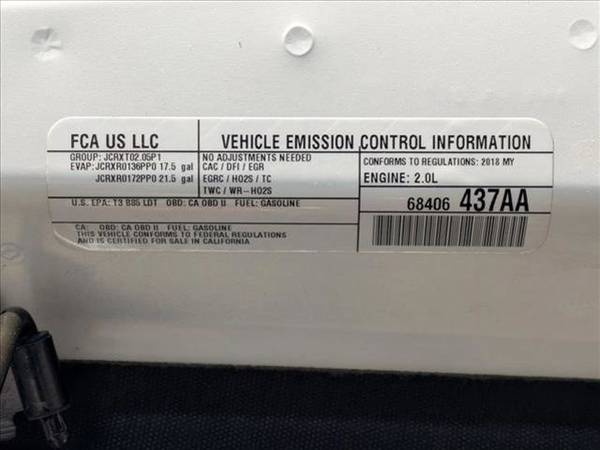 FCA US LLC
GROUP: JCRXT02.05P1
EVAP: JCRXR0136PP0 17.5 gal
JCRXR0172PP0 21.5 gal
VEHICLE EMISSION CONTROL INFORMATION
NO ADJUSTMENTS NEEDED
CAC / DFI / EGR
EGRC / HO2S / TC
TWC / WR-HO2S
CONFORMS TO REGULATIONS: 2018 MY
ENGINE: 2.0L
U.S. EPA: T3 B85 LDT OBD: CA OBD II FUEL: GASOLINE
68406 437AA
CA: OBD: CA OBD II FUEL: GASOLINE
THIS VEHICLE CONFORMS TO FEDERAL REGULATIONS
AND IS CERTIFIED FOR SALE IN CALIFORNIA